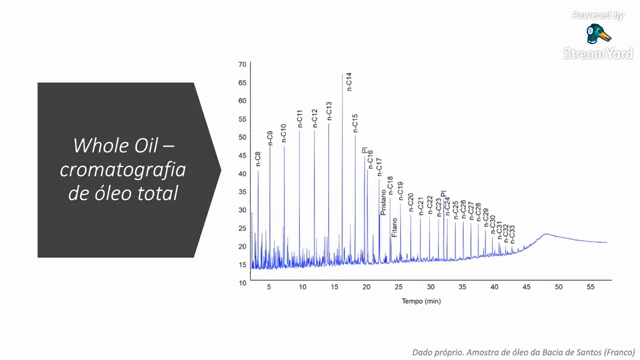 Powered by
StreamYard
Whole Oil –
cromatografia
de óleo total
70
65
60
55
50
45
40
35
30
25
20
15
10
n-C8
n-C9
n-C10
n-C11
n-C12
n-C13
n-C14
n-C15
PI
n-C16
n-C17
Pristano
n-C18
Fitano
n-C19
n-C20
n-C21
n-C22
n-C23
PI
n-C24
n-C25
n-C26
n-C27
n-C28
n-C29
n-C30
n-C31
n-C32
n-C33
5
10
15
20
25
30
35
40
45
50
55
Tempo (min)
Dado próprio. Amostra de óleo da Bacia de Santos (Franco)